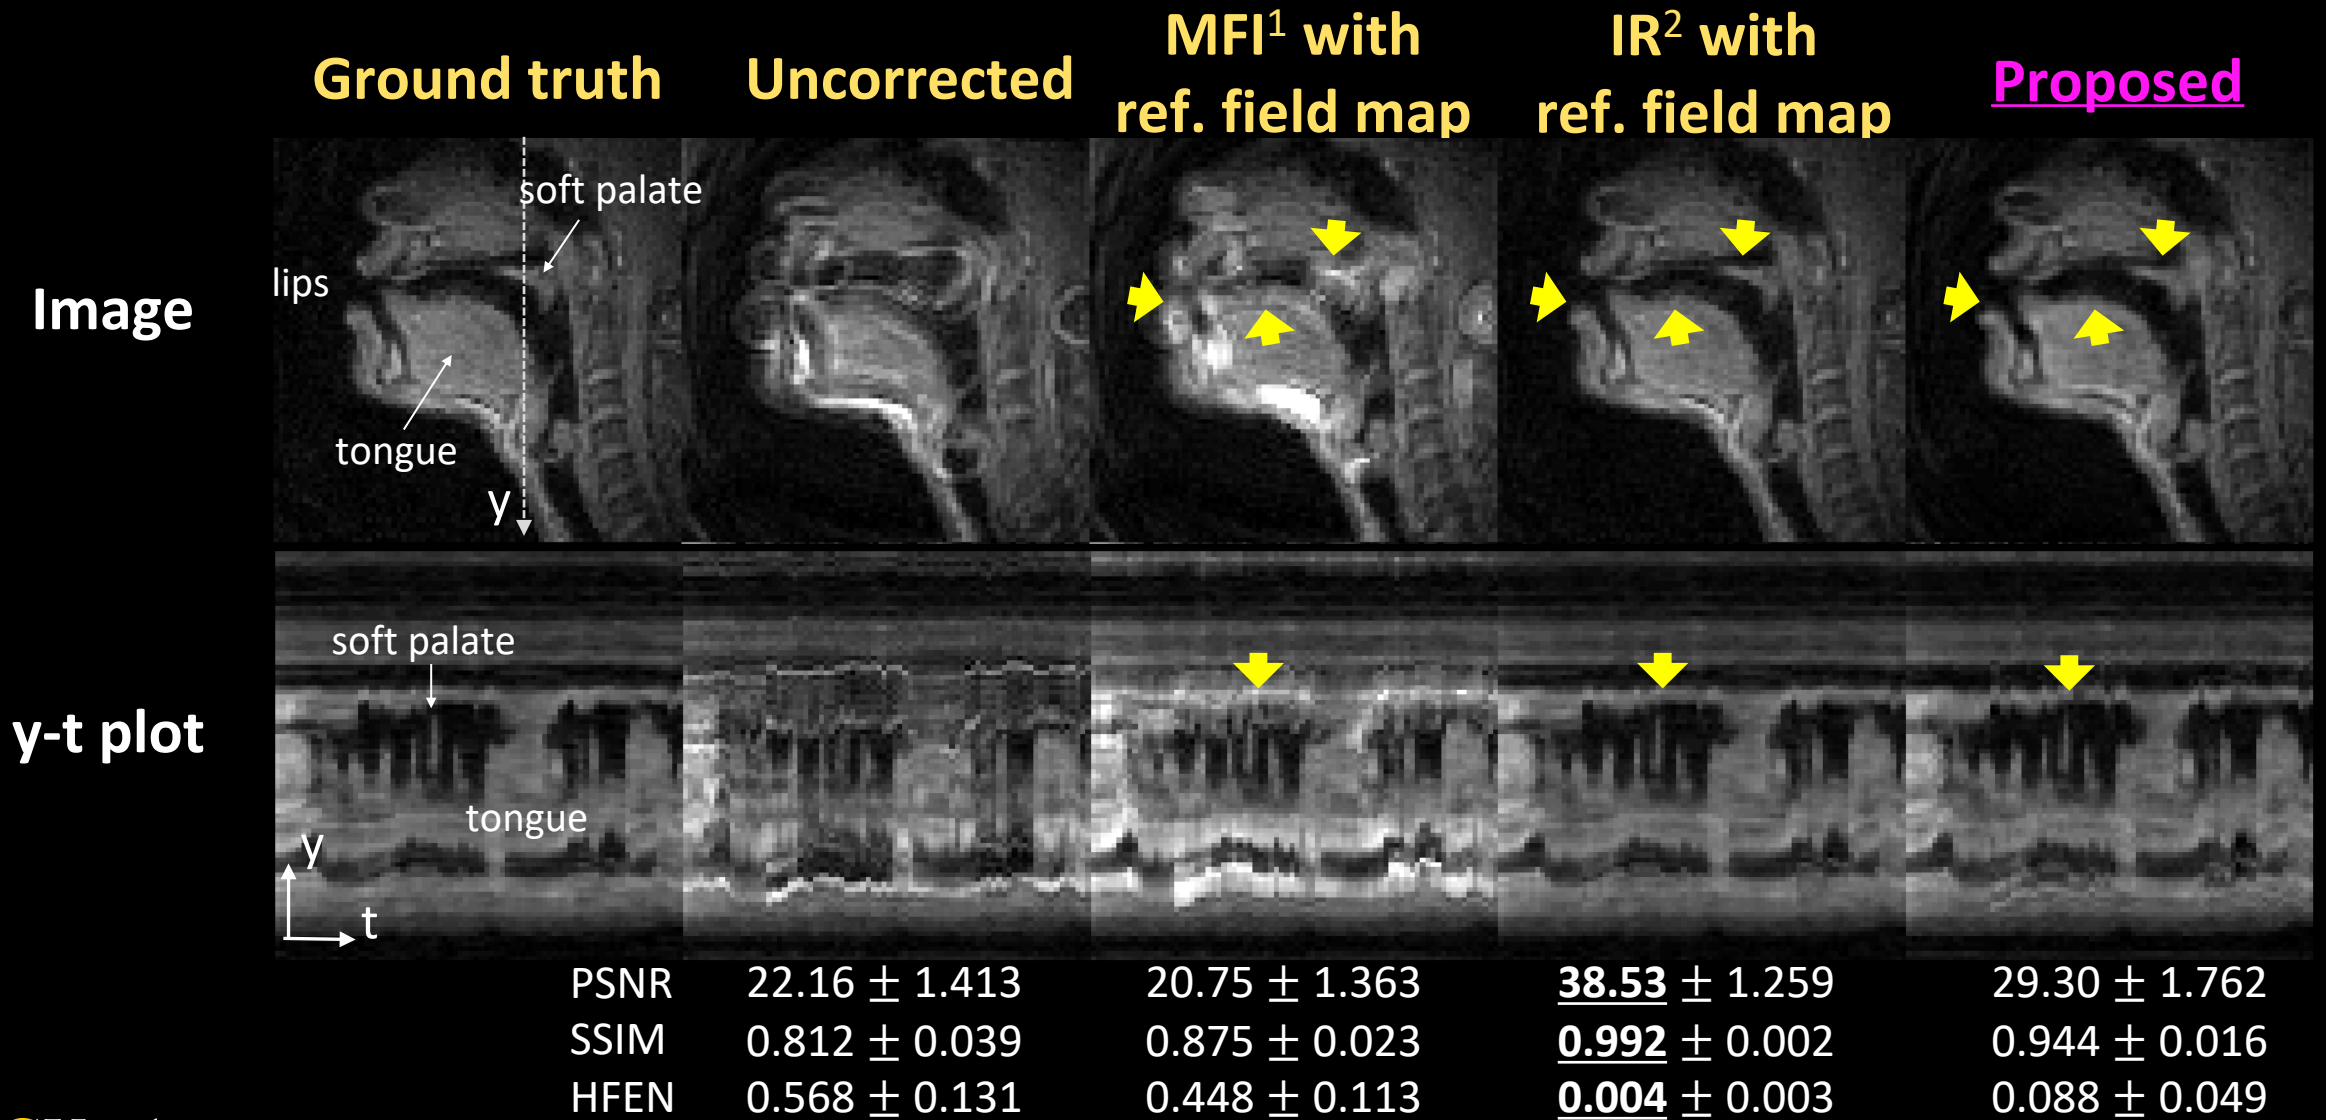 Ground truth
Uncorrected
MFI¹ with
ref. field map
IR² with
ref. field map
Proposed
Image
soft palate
lips
tongue
y
y-t plot
soft palate
tongue
y
t
PSNR 22.16 ± 1.413 20.75 ± 1.363 38.53 ± 1.259 29.30 ± 1.762
SSIM 0.812 ± 0.039 0.875 ± 0.023 0.992 ± 0.002 0.944 ± 0.016
HFEN 0.568 ± 0.131 0.448 ± 0.113 0.004 ± 0.003 0.088 ± 0.049